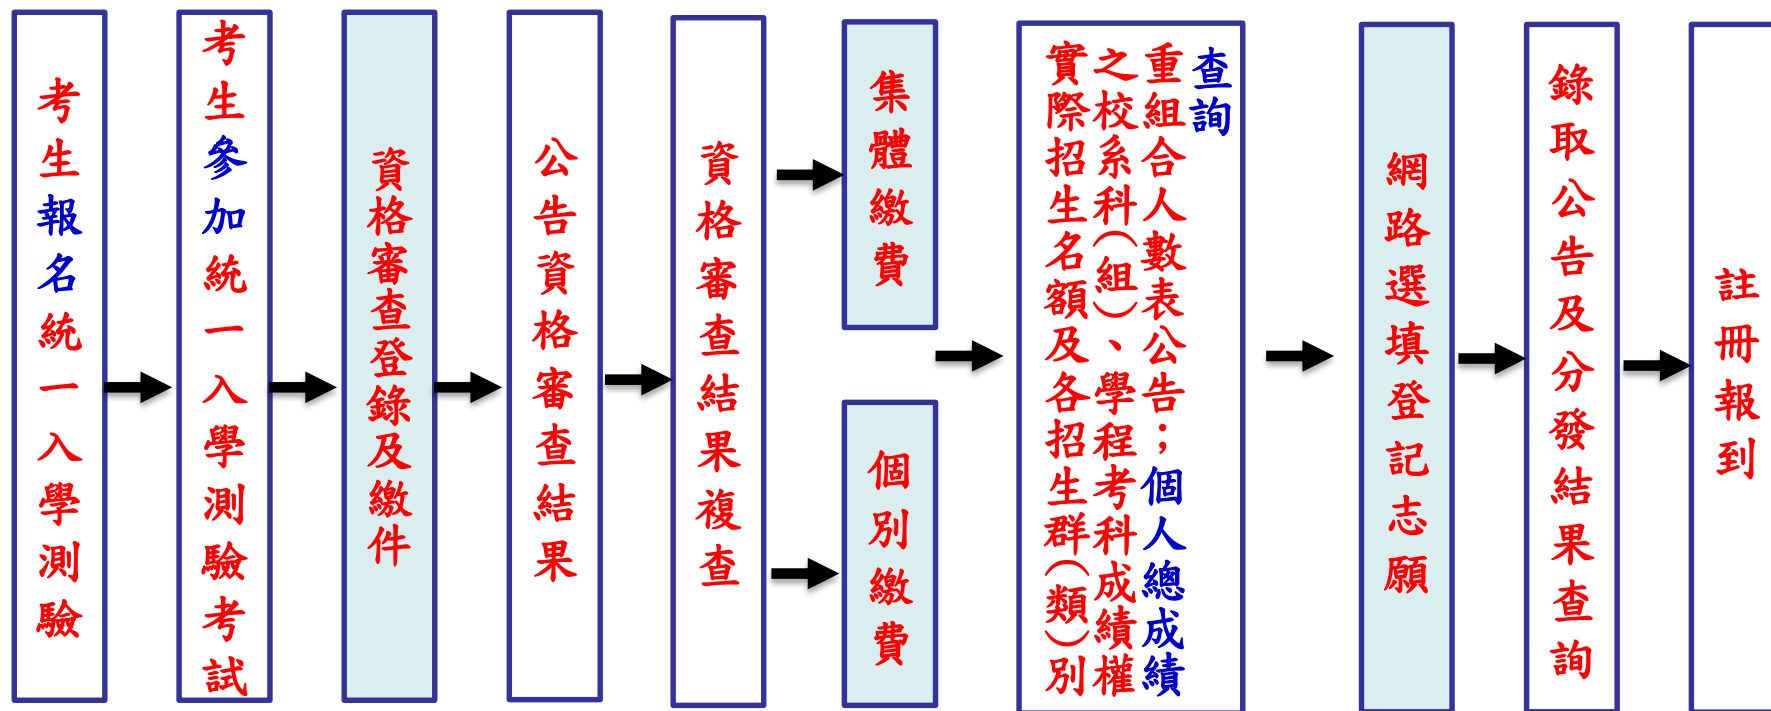 考生報名統一入學測驗
考生參加統一入學測驗考試
資格審查登錄及繳件
公告資格審查結果
資格審查結果複查
集體繳費
個別繳費
實際招生名額及各招生群(類)別
之校系科(組)、學程考科成績權
重組合人數表公告；個人總成績
查詢
網路選填登記志願
錄取公告及分發結果查詢
註冊報到